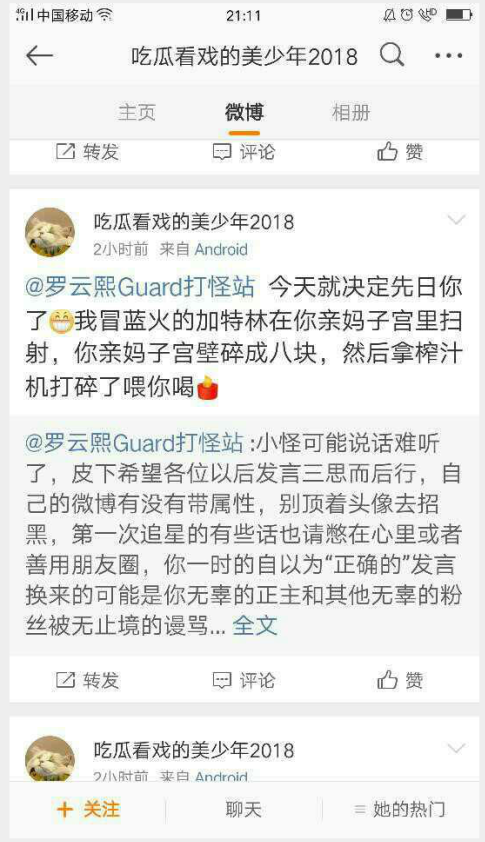 中国移动 21:11 HD
吃瓜看戏的美少年2018
主页 微博 相册
转发 评论 赞
吃瓜看戏的美少年2018
2小时前 来自 Android
@罗云熙Guard打怪站 今天就决定先日你
了😁我冒蓝火的加特林在你亲妈子宫里扫
射，你亲妈子宫壁碎成八块，然后拿榨汁
机打碎了喂你喝🕯
@罗云熙Guard打怪站 :小怪可能说话难听
了，皮下希望各位以后发言三思而后行，自
己的微博有没有带属性，别顶着头像去招
黑，第一次追星的有些话也请憋在心里或者
善用朋友圈，你一时的自以为“正确的”发言
换来的可能是你无辜的正主和其他无辜的粉
丝被无止境的谩骂... 全文
转发 评论 赞
吃瓜看戏的美少年2018
2小时前 来自 Android
+ 关注 聊天 她的热门